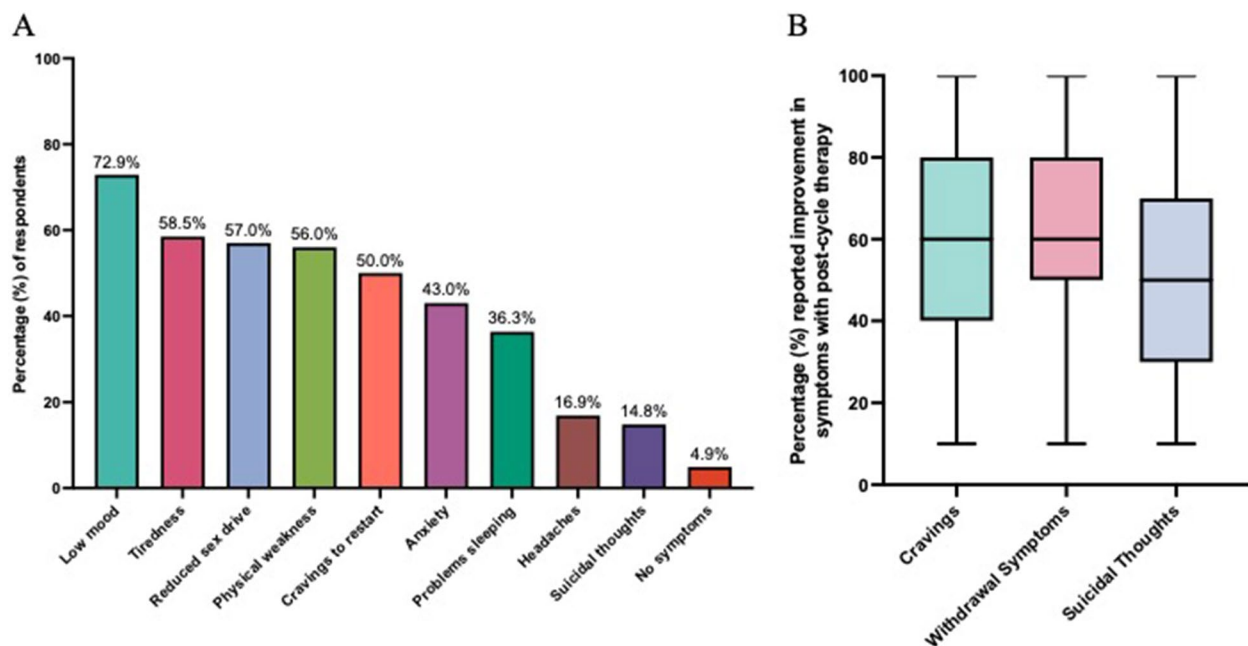 A
Percentage (%) of respondents
100
80
60
40
20
0
72.9%
58.5%
57.0%
56.0%
50.0%
43.0%
36.3%
16.9%
14.8%
4.9%
Low mood
Tiredness
Reduced sex drive
Physical weakness
Cravings to restart
Anxiety
Problems sleeping
Headaches
Suicidal thoughts
No symptoms
B
Percentage (%) reported improvement in
symptoms with post-cycle therapy
100
80
60
40
20
0
Cravings
Withdrawal Symptoms
Suicidal Thoughts